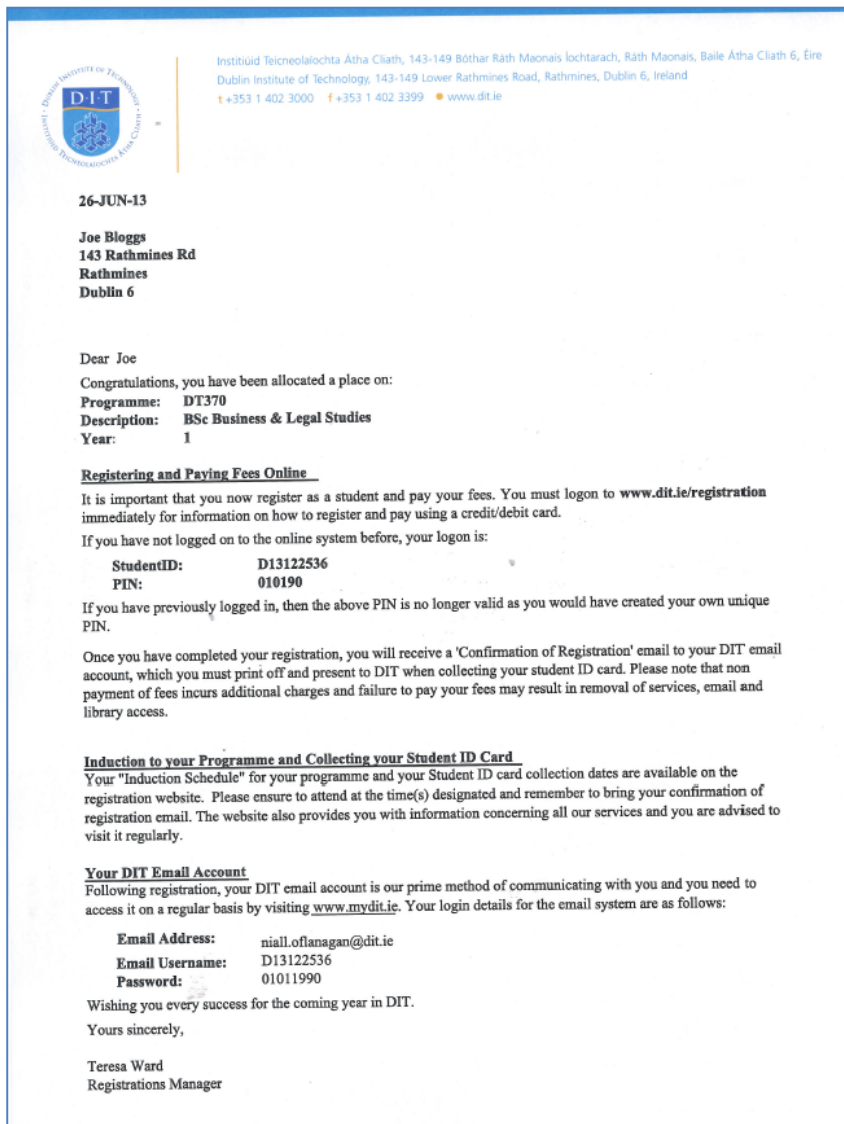 Institiúid Teicneolaíochta Átha Cliath, 143-149 Bóthar Ráth Maonais Íochtarach, Ráth Maonais, Baile Átha Cliath 6, Éire
Dublin Institute of Technology, 143-149 Lower Rathmines Road, Rathmines, Dublin 6, Ireland
t +353 1 402 3000 f +353 1 402 3399 ● www.dit.ie
DUBLIN INSTITUTE OF TECHNOLOGY
D·I·T
INSTITIÚID TEICNEOLAÍOCHTA ÁTHA CLIATH
26-JUN-13
Joe Bloggs
143 Rathmines Rd
Rathmines
Dublin 6
Dear Joe
Congratulations, you have been allocated a place on:
Programme: DT370
Description: BSc Business & Legal Studies
Year: 1
Registering and Paying Fees Online
It is important that you now register as a student and pay your fees. You must logon to www.dit.ie/registration
immediately for information on how to register and pay using a credit/debit card.
If you have not logged on to the online system before, your logon is:
StudentID: D13122536
PIN: 010190
If you have previously logged in, then the above PIN is no longer valid as you would have created your own unique
PIN.
Once you have completed your registration, you will receive a 'Confirmation of Registration' email to your DIT email
account, which you must print off and present to DIT when collecting your student ID card. Please note that non
payment of fees incurs additional charges and failure to pay your fees may result in removal of services, email and
library access.
Induction to your Programme and Collecting your Student ID Card
Your "Induction Schedule" for your programme and your Student ID card collection dates are available on the
registration website. Please ensure to attend at the time(s) designated and remember to bring your confirmation of
registration email. The website also provides you with information concerning all our services and you are advised to
visit it regularly.
Your DIT Email Account
Following registration, your DIT email account is our prime method of communicating with you and you need to
access it on a regular basis by visiting www.mydit.ie. Your login details for the email system are as follows:
Email Address: niall.oflanagan@dit.ie
Email Username: D13122536
Password: 01011990
Wishing you every success for the coming year in DIT.
Yours sincerely,
Teresa Ward
Registrations Manager